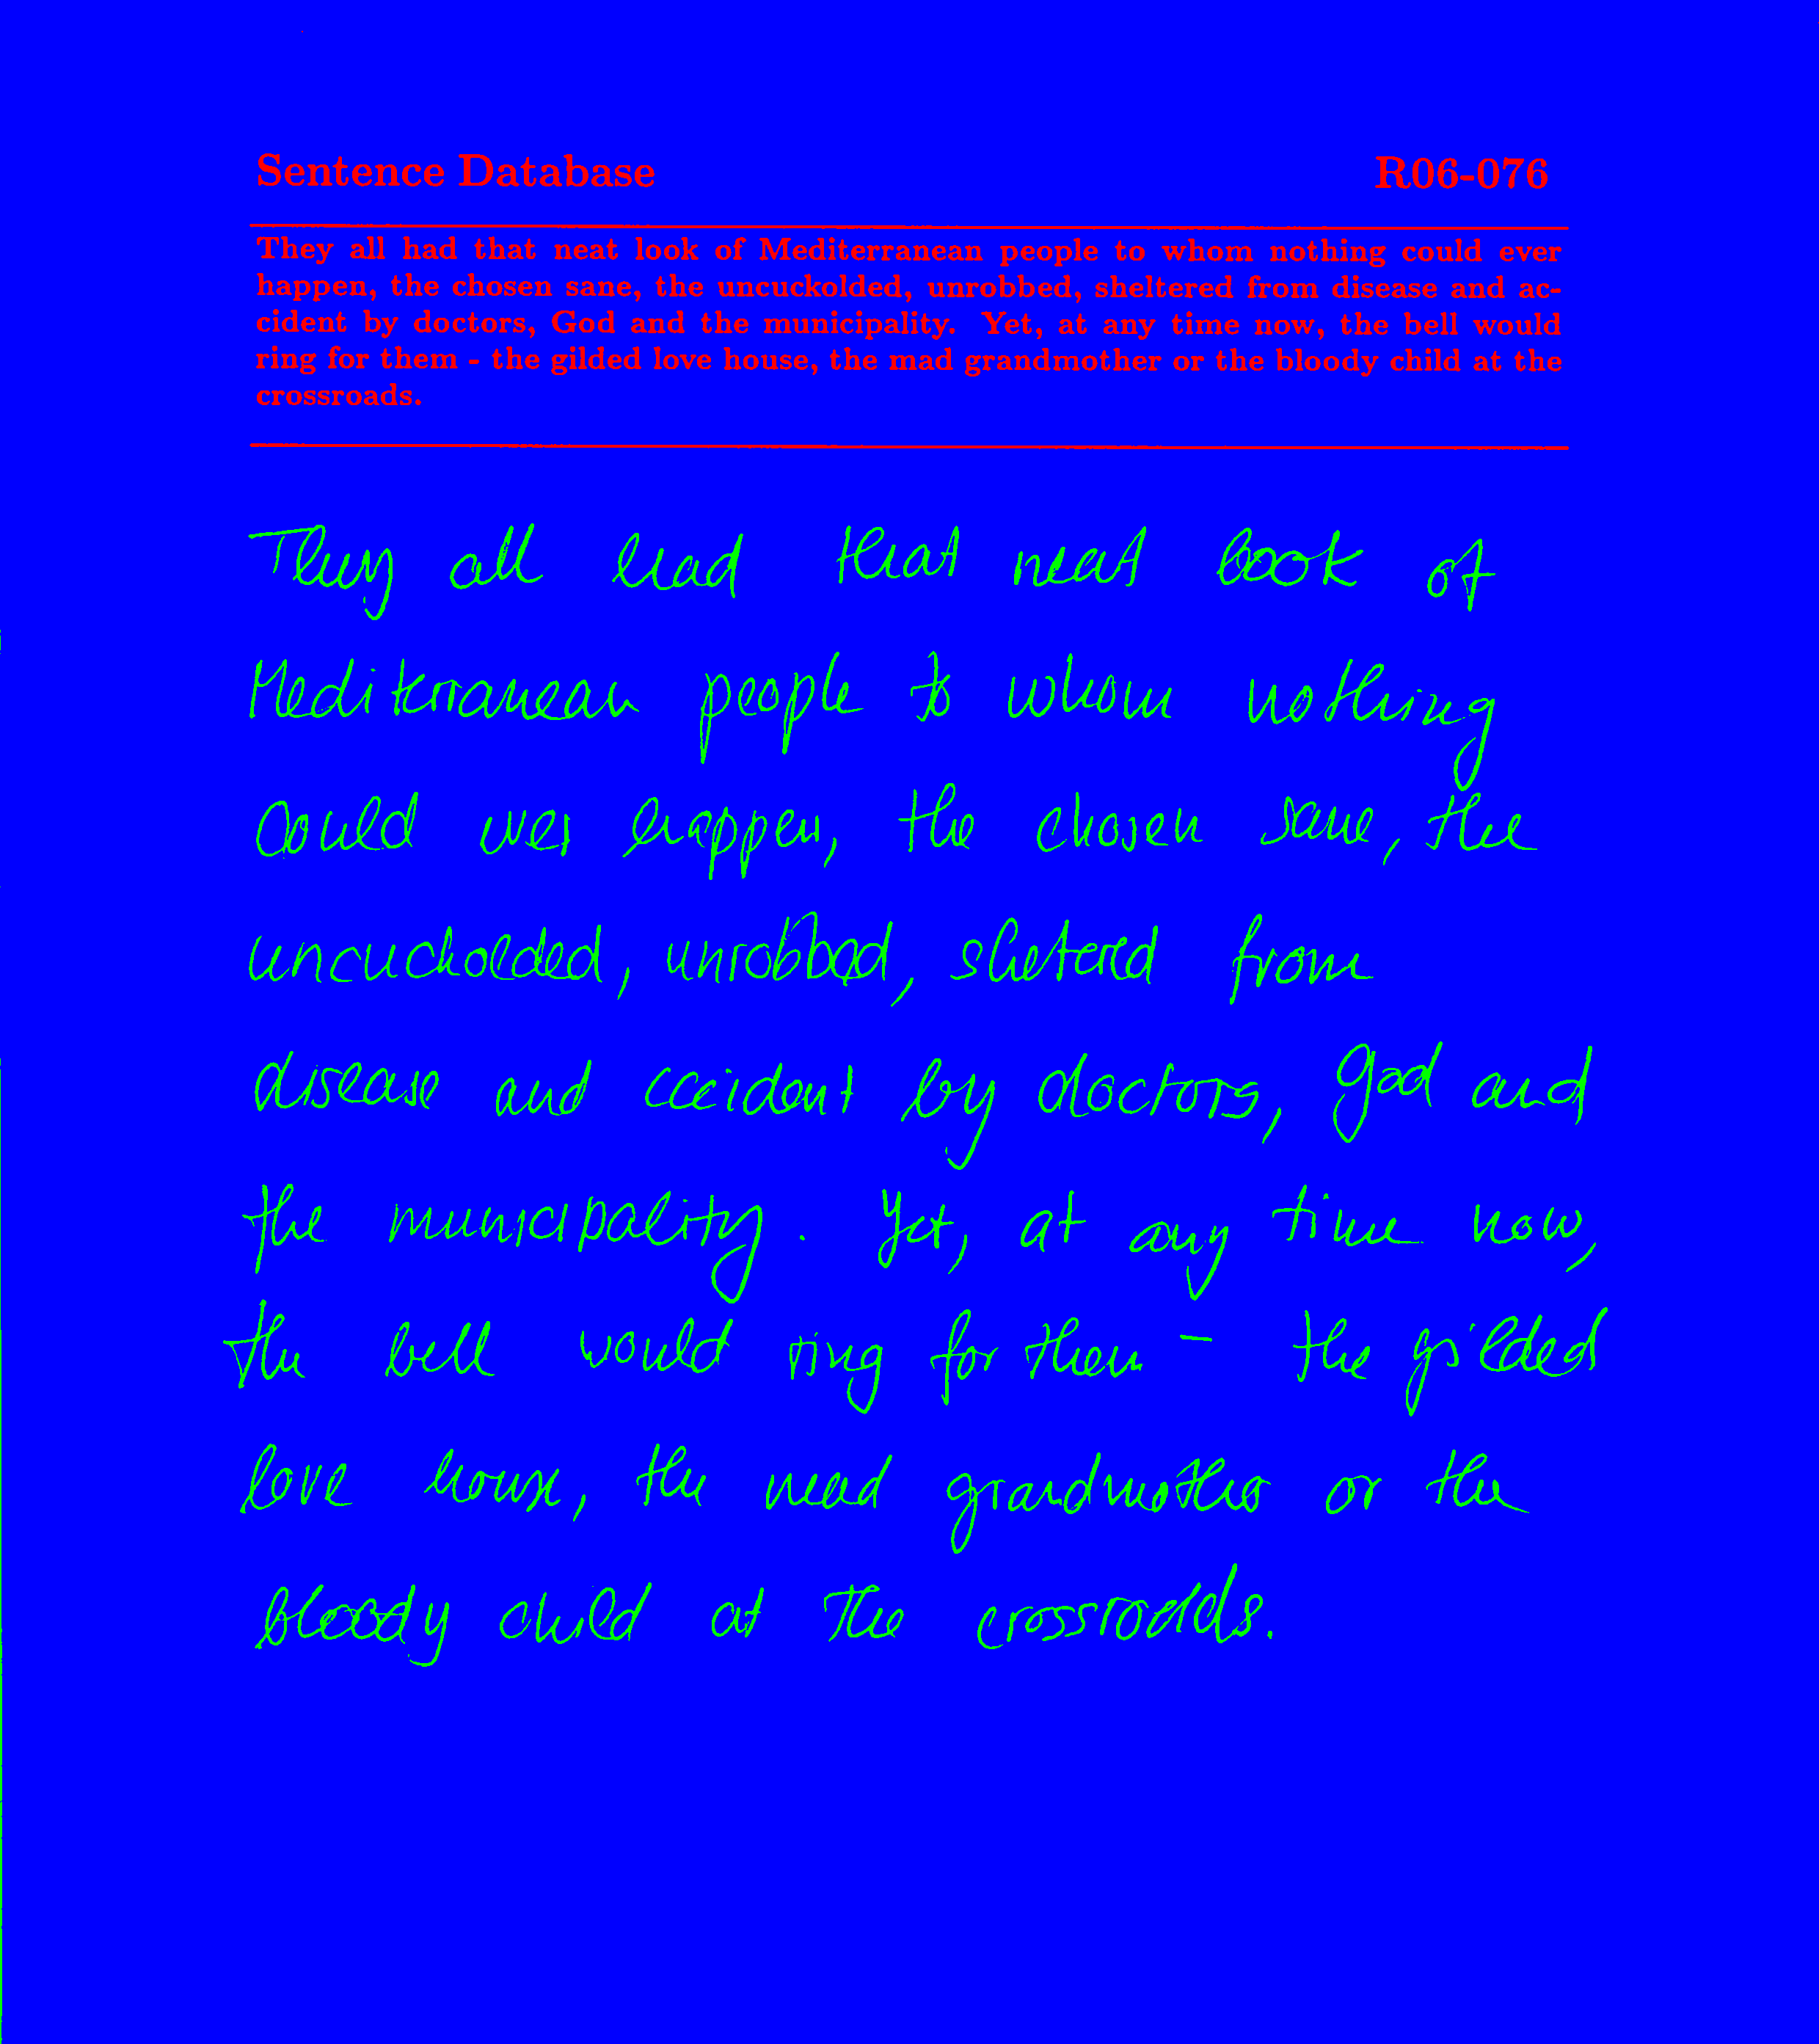 Sentence Database R06-076
They all had that neat look of Mediterranean people to whom nothing could ever
happen, the chosen sane, the uncuckolded, unrobbed, sheltered from disease and ac-
cident by doctors, God and the municipality. Yet, at any time now, the bell would
ring for them - the gilded love house, the mad grandmother or the bloody child at the
crossroads.
They all had that neat look of
Mediterranean people to whom nothing
could ever happen, the chosen sane, the
uncuckolded, unrobbed, sheltered from
disease and accident by doctors, God and
the municipality. Yet, at any time now,
the bell would ring for them - the gilded
love house, the mad grandmother or the
bloody child at the crossroads.